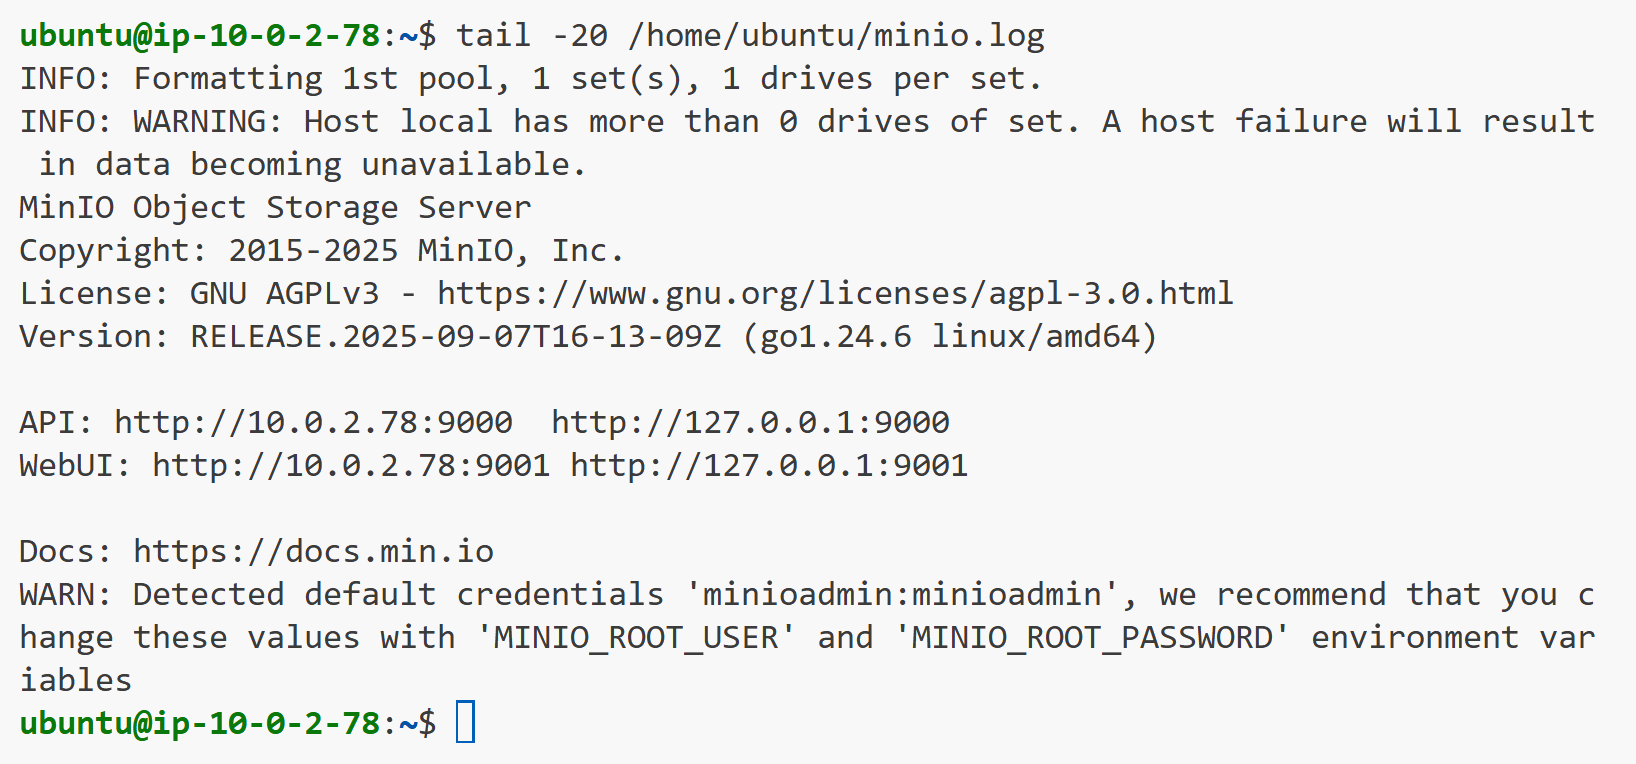 ubuntu@ip-10-0-2-78:~$ tail -20 /home/ubuntu/minio.log
INFO: Formatting 1st pool, 1 set(s), 1 drives per set.
INFO: WARNING: Host local has more than 0 drives of set. A host failure will result
 in data becoming unavailable.
MinIO Object Storage Server
Copyright: 2015-2025 MinIO, Inc.
License: GNU AGPLv3 - https://www.gnu.org/licenses/agpl-3.0.html
Version: RELEASE.2025-09-07T16-13-09Z (go1.24.6 linux/amd64)

API: http://10.0.2.78:9000  http://127.0.0.1:9000
WebUI: http://10.0.2.78:9001 http://127.0.0.1:9001

Docs: https://docs.min.io
WARN: Detected default credentials 'minioadmin:minioadmin', we recommend that you c
hange these values with 'MINIO_ROOT_USER' and 'MINIO_ROOT_PASSWORD' environment var
iables
ubuntu@ip-10-0-2-78:~$